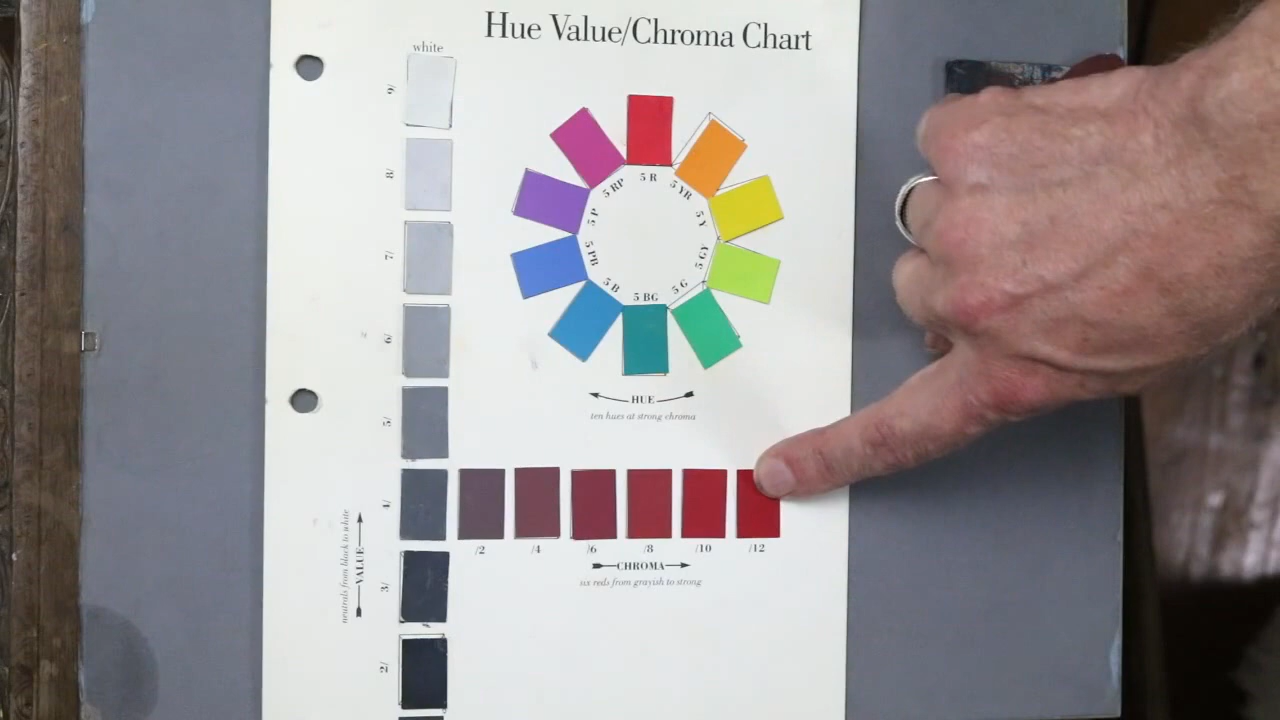 Hue Value/Chroma Chart
white
9/
8/
7/
6/
5/
4/
3/
2/
5 R
5 YR
5 Y
5 GY
5 G
5 BG
5 B
5 PB
5 P
5 RP
HUE
ten hues at strong chroma
/2 /4 /6 /8 /10 /12
CHROMA
six reds from grayish to strong
VALUE
neutrals from black to white